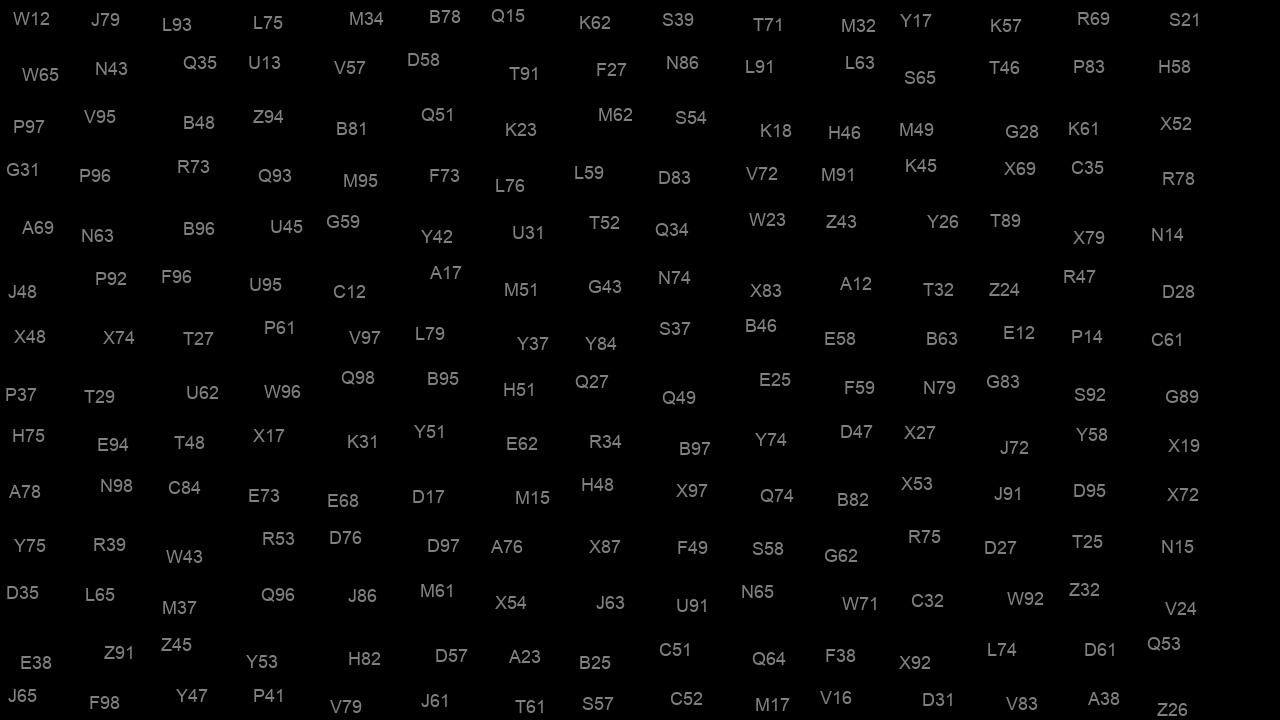 W12 J79 L93 L75 M34 B78 Q15 K62 S39 T71 M32 Y17 K57 R69 S21
W65 N43 Q35 U13 V57 D58 T91 F27 N86 L91 L63 S65 T46 P83 H58
P97 V95 B48 Z94 B81 Q51 K23 M62 S54 K18 H46 M49 G28 K61 X52
G31 P96 R73 Q93 M95 F73 L76 L59 D83 V72 M91 K45 X69 C35 R78
A69 N63 B96 U45 G59 Y42 U31 T52 Q34 W23 Z43 Y26 T89 X79 N14
J48 P92 F96 U95 C12 A17 M51 G43 N74 X83 A12 T32 Z24 R47 D28
X48 X74 T27 P61 V97 L79 Y37 Y84 S37 B46 E58 B63 E12 P14 C61
P37 T29 U62 W96 Q98 B95 H51 Q27 Q49 E25 F59 N79 G83 S92 G89
H75 E94 T48 X17 K31 Y51 E62 R34 B97 Y74 D47 X27 J72 Y58 X19
A78 N98 C84 E73 E68 D17 M15 H48 X97 Q74 B82 X53 J91 D95 X72
Y75 R39 W43 R53 D76 D97 A76 X87 F49 S58 G62 R75 D27 T25 N15
D35 L65 M37 Q96 J86 M61 X54 J63 U91 N65 W71 C32 W92 Z32 V24
E38 Z91 Z45 Y53 H82 D57 A23 B25 C51 Q64 F38 X92 L74 D61 Q53
J65 F98 Y47 P41 V79 J61 T61 S57 C52 M17 V16 D31 V83 A38 Z26